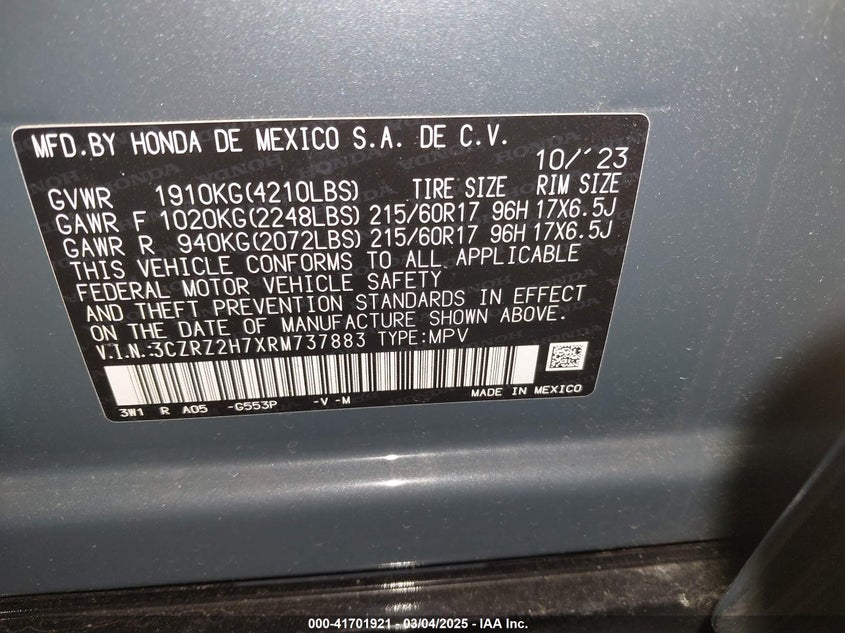 MFD.BY HONDA DE MEXICO S.A. DE C.V.
10/'23
GVWR 1910KG(4210LBS) TIRE SIZE RIM SIZE
GAWR F 1020KG(2248LBS) 215/60R17 96H 17X6.5J
GAWR R 940KG(2072LBS) 215/60R17 96H 17X6.5J
THIS VEHICLE CONFORMS TO ALL APPLICABLE
FEDERAL MOTOR VEHICLE SAFETY
AND THEFT PREVENTION STANDARDS IN EFFECT
ON THE DATE OF MANUFACTURE SHOWN ABOVE.
V.I.N.:3CZRZ2H7XRM737883 TYPE:MPV
3W1 R A05 -G553P -V -M MADE IN MEXICO
000-41701921 - 03/04/2025 - IAA Inc.